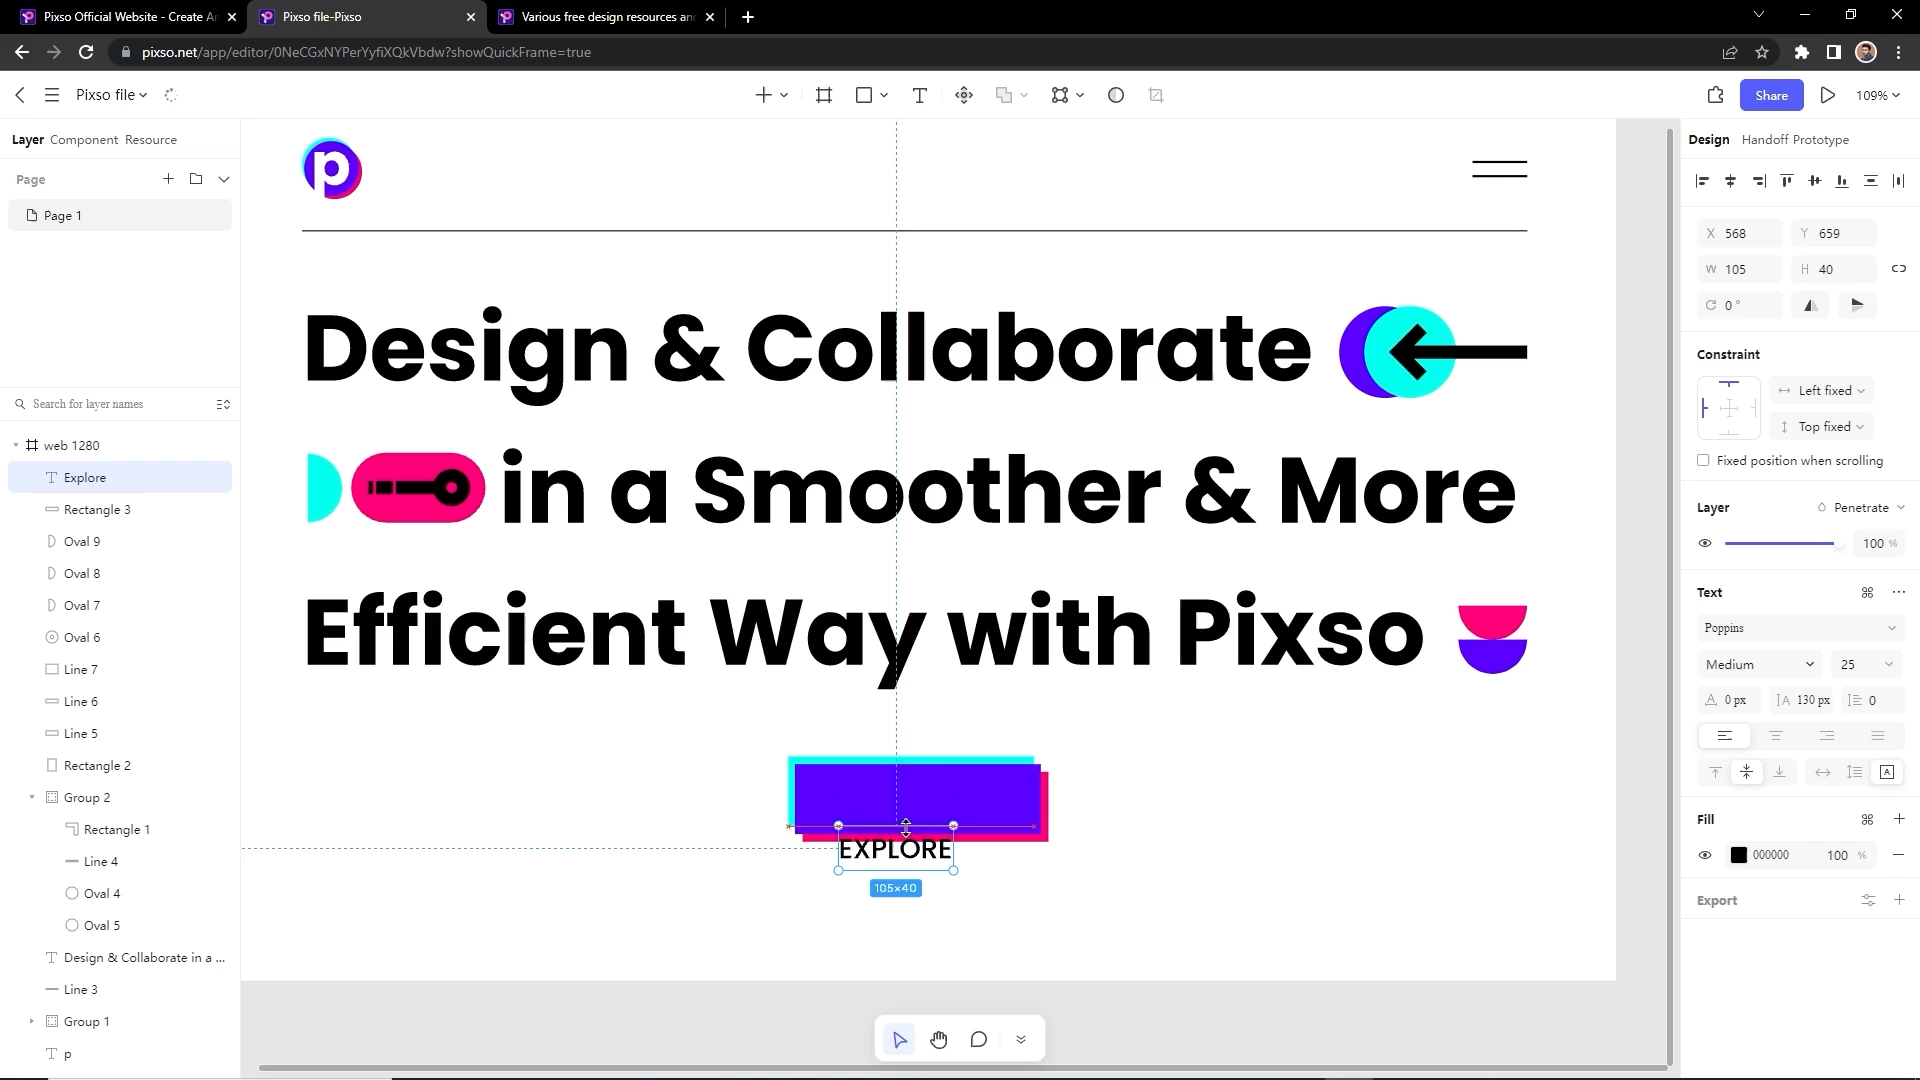 Pixso Official Website - Create Ar
Pixso file-Pixso
Various free design resources and
pixso.net/app/editor/0NeCGxNYPerYyfiXQkVbdw?showQuickFrame=true
Pixso file
Share
109%
Layer Component Resource
Design Handoff Prototype
Page
Page 1
Search for layer names
web 1280
Explore
Rectangle 3
Oval 9
Oval 8
Oval 7
Oval 6
Line 7
Line 6
Line 5
Rectangle 2
Group 2
Rectangle 1
Line 4
Oval 4
Oval 5
Design & Collaborate in a ...
Line 3
Group 1
p
p
Design & Collaborate
in a Smoother & More
Efficient Way with Pixso
EXPLORE
105×40
X 568 Y 659
W 105 H 40
0 °
Constraint
Left fixed
Top fixed
Fixed position when scrolling
Layer Penetrate
100 %
Text
Poppins
Medium 25
A 0 px A 130 px 0
A
Fill
000000 100 %
Export